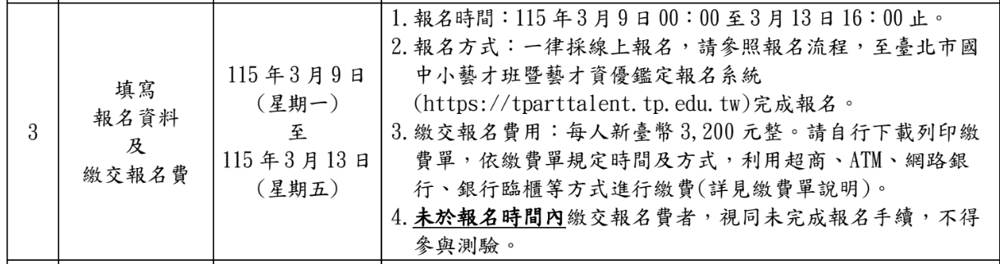 3
填寫
報名資料
及
繳交報名費
115 年 3 月 9 日
(星期一)
至
115 年 3 月 13 日
(星期五)
1.報名時間：115 年 3 月 9 日 00：00 至 3 月 13 日 16：00 止。
2.報名方式：一律採線上報名，請參照報名流程，至臺北市國
中小藝才班暨藝才資優鑑定報名系統
(https://tparttalent.tp.edu.tw)完成報名。
3.繳交報名費用：每人新臺幣 3,200 元整。請自行下載列印繳
費單，依繳費單規定時間及方式，利用超商、ATM、網路銀
行、銀行臨櫃等方式進行繳費(詳見繳費單說明)。
4.未於報名時間內繳交報名費者，視同未完成報名手續，不得
參與測驗。